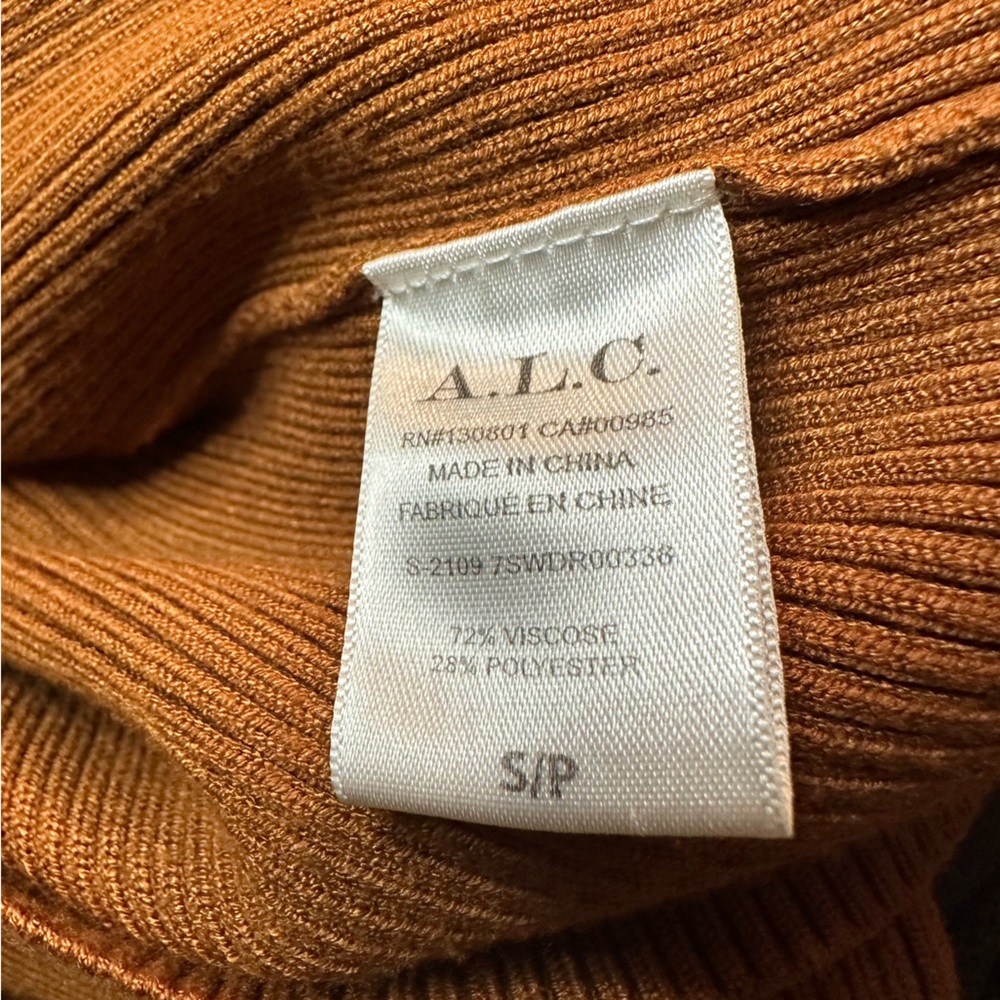 A.L.C.
RN#130801 CA#00985
MADE IN CHINA
FABRIQUE EN CHINE
S-2109 7SWDR00336
72% VISCOSE
28% POLYESTER
S/P